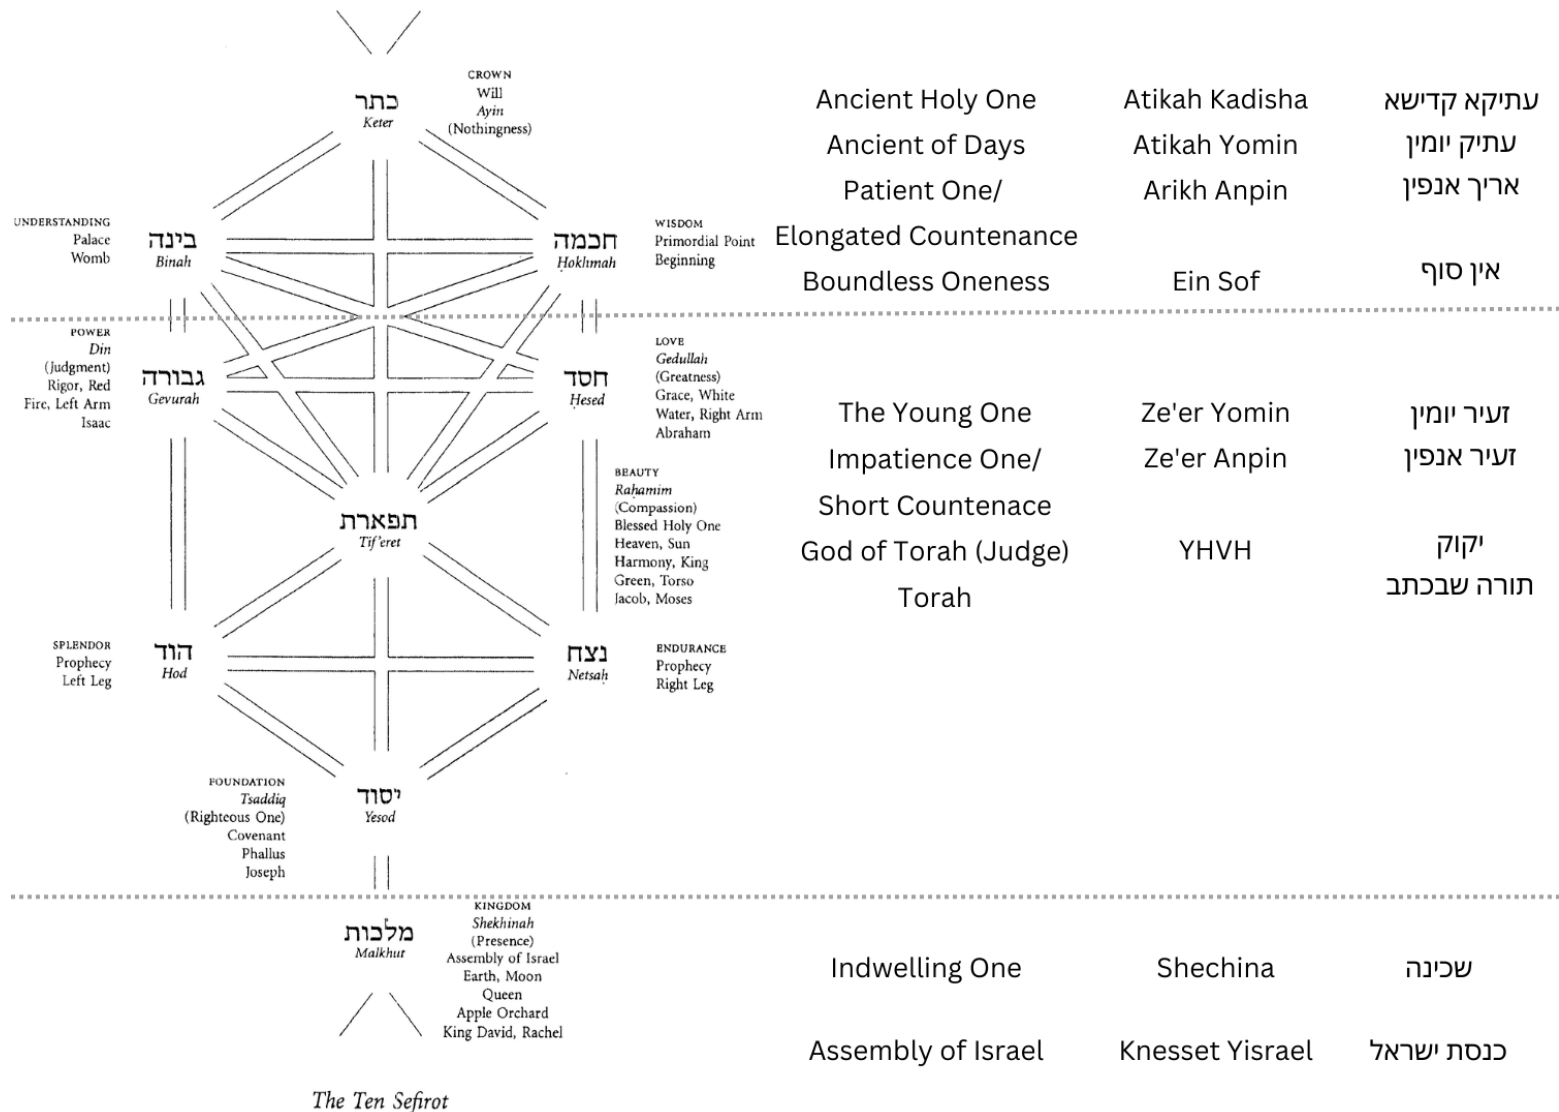 CROWN
Will
Ayin
(Nothingness)
כתר
Keter
UNDERSTANDING
Palace
Womb
בינה
Binah
חכמה
Ḥokhmah
WISDOM
Primordial Point
Beginning
POWER
Din
(Judgment)
Rigor, Red
Fire, Left Arm
Isaac
גבורה
Gevurah
חסד
Ḥesed
LOVE
Gedullah
(Greatness)
Grace, White
Water, Right Arm
Abraham
תפארת
Tif'eret
BEAUTY
Raḥamim
(Compassion)
Blessed Holy One
Heaven, Sun
Harmony, King
Green, Torso
Jacob, Moses
SPLENDOR
Prophecy
Left Leg
הוד
Hod
נצח
Netsaḥ
ENDURANCE
Prophecy
Right Leg
FOUNDATION
Tsaddiq
(Righteous One)
Covenant
Phallus
Joseph
יסוד
Yesod
מלכות
Malkhut
KINGDOM
Shekhinah
(Presence)
Assembly of Israel
Earth, Moon
Queen
Apple Orchard
King David, Rachel
The Ten Sefirot
Ancient Holy One Atikah Kadisha עתיקא קדישא
Ancient of Days Atikah Yomin עתיק יומין
Patient One/ Arikh Anpin אריך אנפין
Elongated Countenance
Boundless Oneness Ein Sof אין סוף
The Young One Ze'er Yomin זעיר יומין
Impatience One/ Ze'er Anpin זעיר אנפין
Short Countenace
God of Torah (Judge) YHVH יקוק
Torah תורה שבכתב
Indwelling One Shechina שכינה
Assembly of Israel Knesset Yisrael כנסת ישראל